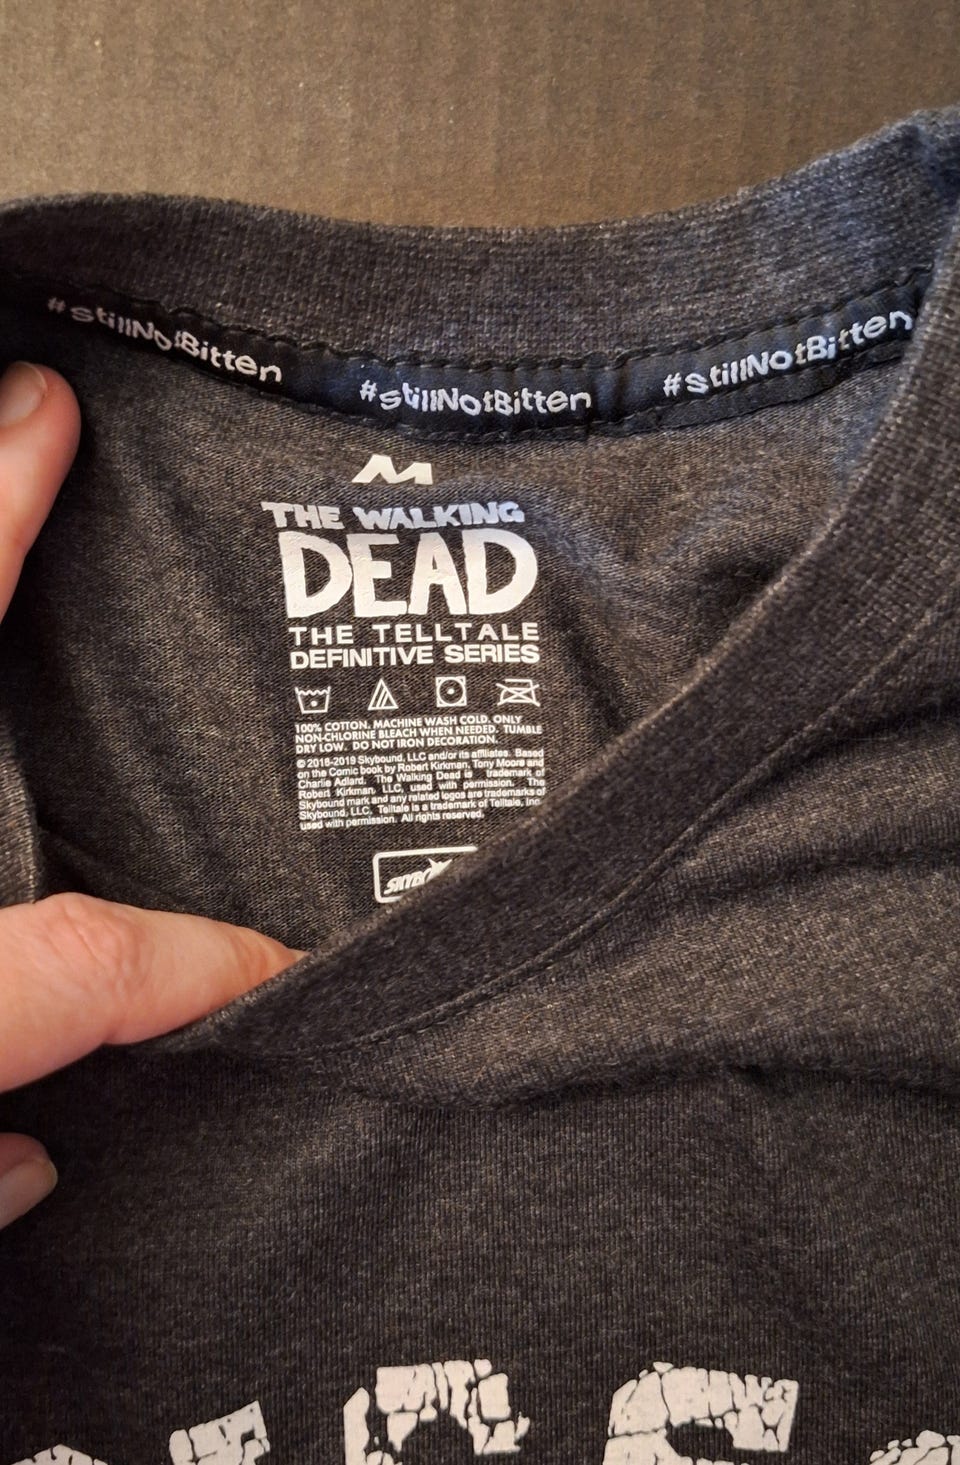 #stillNotBitten #stillNotBitten #stillNotBitten
M
THE WALKING
DEAD
THE TELLTALE
DEFINITIVE SERIES
100% COTTON. MACHINE WASH COLD. ONLY
NON-CHLORINE BLEACH WHEN NEEDED. TUMBLE
DRY LOW. DO NOT IRON DECORATION.
© 2018-2019 Skybound, LLC and/or its affiliates. Based
on the Comic book by Robert Kirkman, Tony Moore and
Charlie Adlard. The Walking Dead is trademark of
Robert Kirkman, LLC, used with permission. The
Skybound mark and any related logos are trademarks of
Skybound, LLC. Telltale is a trademark of Telltale, Inc.
used with permission. All rights reserved.